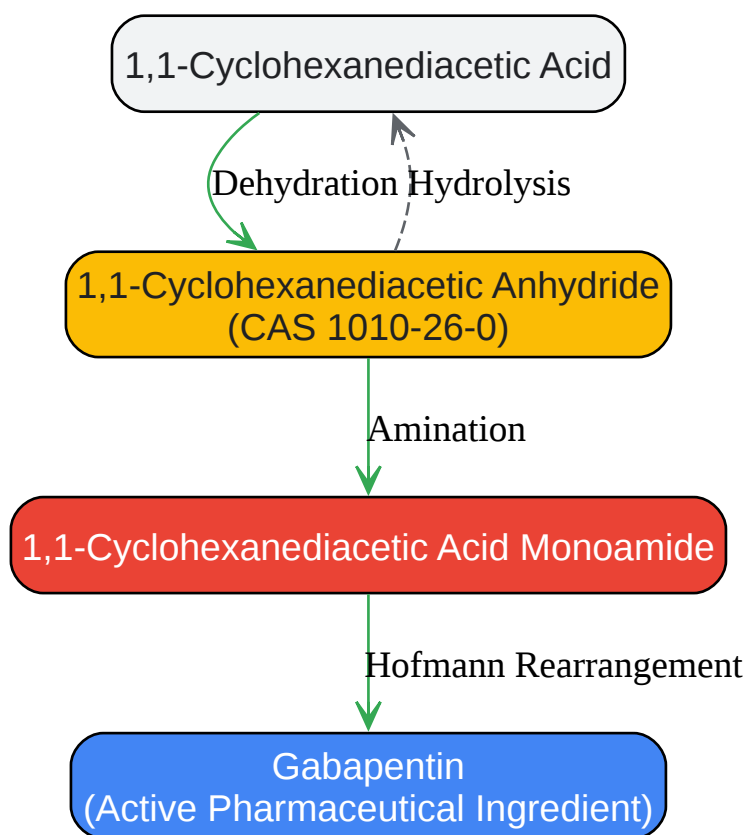 1,1-Cyclohexanediacetic Acid
Dehydration Hydrolysis
1,1-Cyclohexanediacetic Anhydride
(CAS 1010-26-0)
Amination
1,1-Cyclohexanediacetic Acid Monoamide
Hofmann Rearrangement
Gabapentin
(Active Pharmaceutical Ingredient)